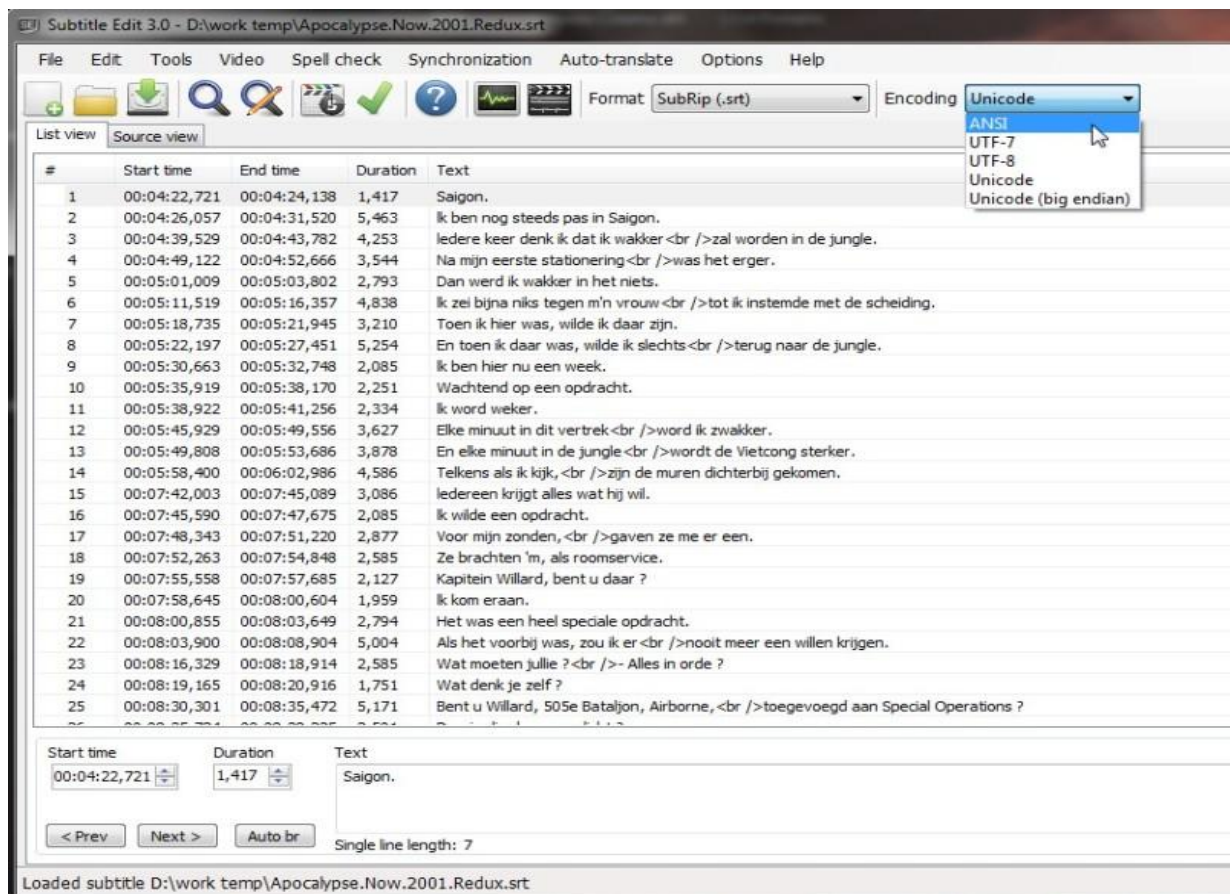 Subtitle Edit 3.0 - D:\work temp\Apocalypse.Now.2001.Redux.srt
File Edit Tools Video Spell check Synchronization Auto-translate Options Help
Format SubRip (.srt) Encoding Unicode
ANSI
UTF-7
UTF-8
Unicode
Unicode (big endian)
List view Source view
# Start time End time Duration Text
1 00:04:22,721 00:04:24,138 1,417 Saigon.
2 00:04:26,057 00:04:31,520 5,463 Ik ben nog steeds pas in Saigon.
3 00:04:39,529 00:04:43,782 4,253 Iedere keer denk ik dat ik wakker<br />zal worden in de jungle.
4 00:04:49,122 00:04:52,666 3,544 Na mijn eerste stationering<br />was het erger.
5 00:05:01,009 00:05:03,802 2,793 Dan werd ik wakker in het niets.
6 00:05:11,519 00:05:16,357 4,838 Ik zei bijna niks tegen m'n vrouw<br />tot ik instemde met de scheiding.
7 00:05:18,735 00:05:21,945 3,210 Toen ik hier was, wilde ik daar zijn.
8 00:05:22,197 00:05:27,451 5,254 En toen ik daar was, wilde ik slechts<br />terug naar de jungle.
9 00:05:30,663 00:05:32,748 2,085 Ik ben hier nu een week.
10 00:05:35,919 00:05:38,170 2,251 Wachtend op een opdracht.
11 00:05:38,922 00:05:41,256 2,334 Ik word weker.
12 00:05:45,929 00:05:49,556 3,627 Elke minuut in dit vertrek<br />word ik zwakker.
13 00:05:49,808 00:05:53,686 3,878 En elke minuut in de jungle<br />wordt de Vietcong sterker.
14 00:05:58,400 00:06:02,986 4,586 Telkens als ik kijk,<br />zijn de muren dichterbij gekomen.
15 00:07:42,003 00:07:45,089 3,086 Iedereen krijgt alles wat hij wil.
16 00:07:45,590 00:07:47,675 2,085 Ik wilde een opdracht.
17 00:07:48,343 00:07:51,220 2,877 Voor mijn zonden,<br />gaven ze me er een.
18 00:07:52,263 00:07:54,848 2,585 Ze brachten 'm, als roomservice.
19 00:07:55,558 00:07:57,685 2,127 Kapitein Willard, bent u daar ?
20 00:07:58,645 00:08:00,604 1,959 Ik kom eraan.
21 00:08:00,855 00:08:03,649 2,794 Het was een heel speciale opdracht.
22 00:08:03,900 00:08:08,904 5,004 Als het voorbij was, zou ik er<br />nooit meer een willen krijgen.
23 00:08:16,329 00:08:18,914 2,585 Wat moeten jullie ?<br />- Alles in orde ?
24 00:08:19,165 00:08:20,916 1,751 Wat denk je zelf ?
25 00:08:30,301 00:08:35,472 5,171 Bent u Willard, 505e Bataljon, Airborne,<br />toegevoegd aan Special Operations ?
Start time Duration Text
00:04:22,721 1,417 Saigon.
< Prev Next > Auto br Single line length: 7
Loaded subtitle D:\work temp\Apocalypse.Now.2001.Redux.srt